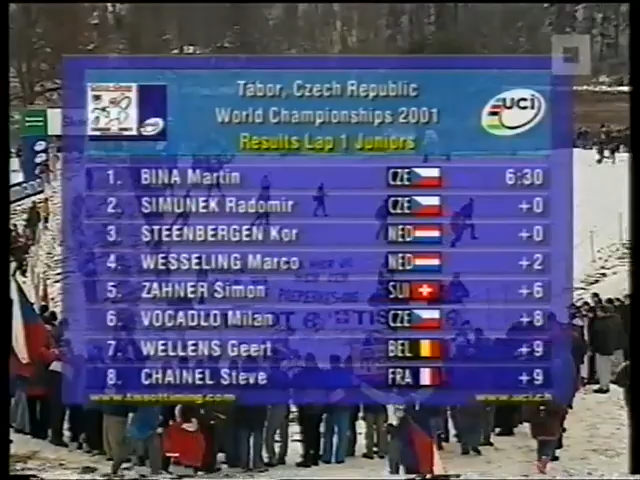 Tábor, Czech Republic
World Championships 2001
Results Lap 1 Juniors
UCI
1. BINA Martin CZE 6:30
2. SIMUNEK Radomir CZE +0
3. STEENBERGEN Kor NED +0
4. WESSELING Marco NED +2
5. ZAHNER Simon SUI +6
6. VOCADLO Milan CZE +8
7. WELLENS Geert BEL +9
8. CHAINEL Steve FRA +9
www.uci.ch